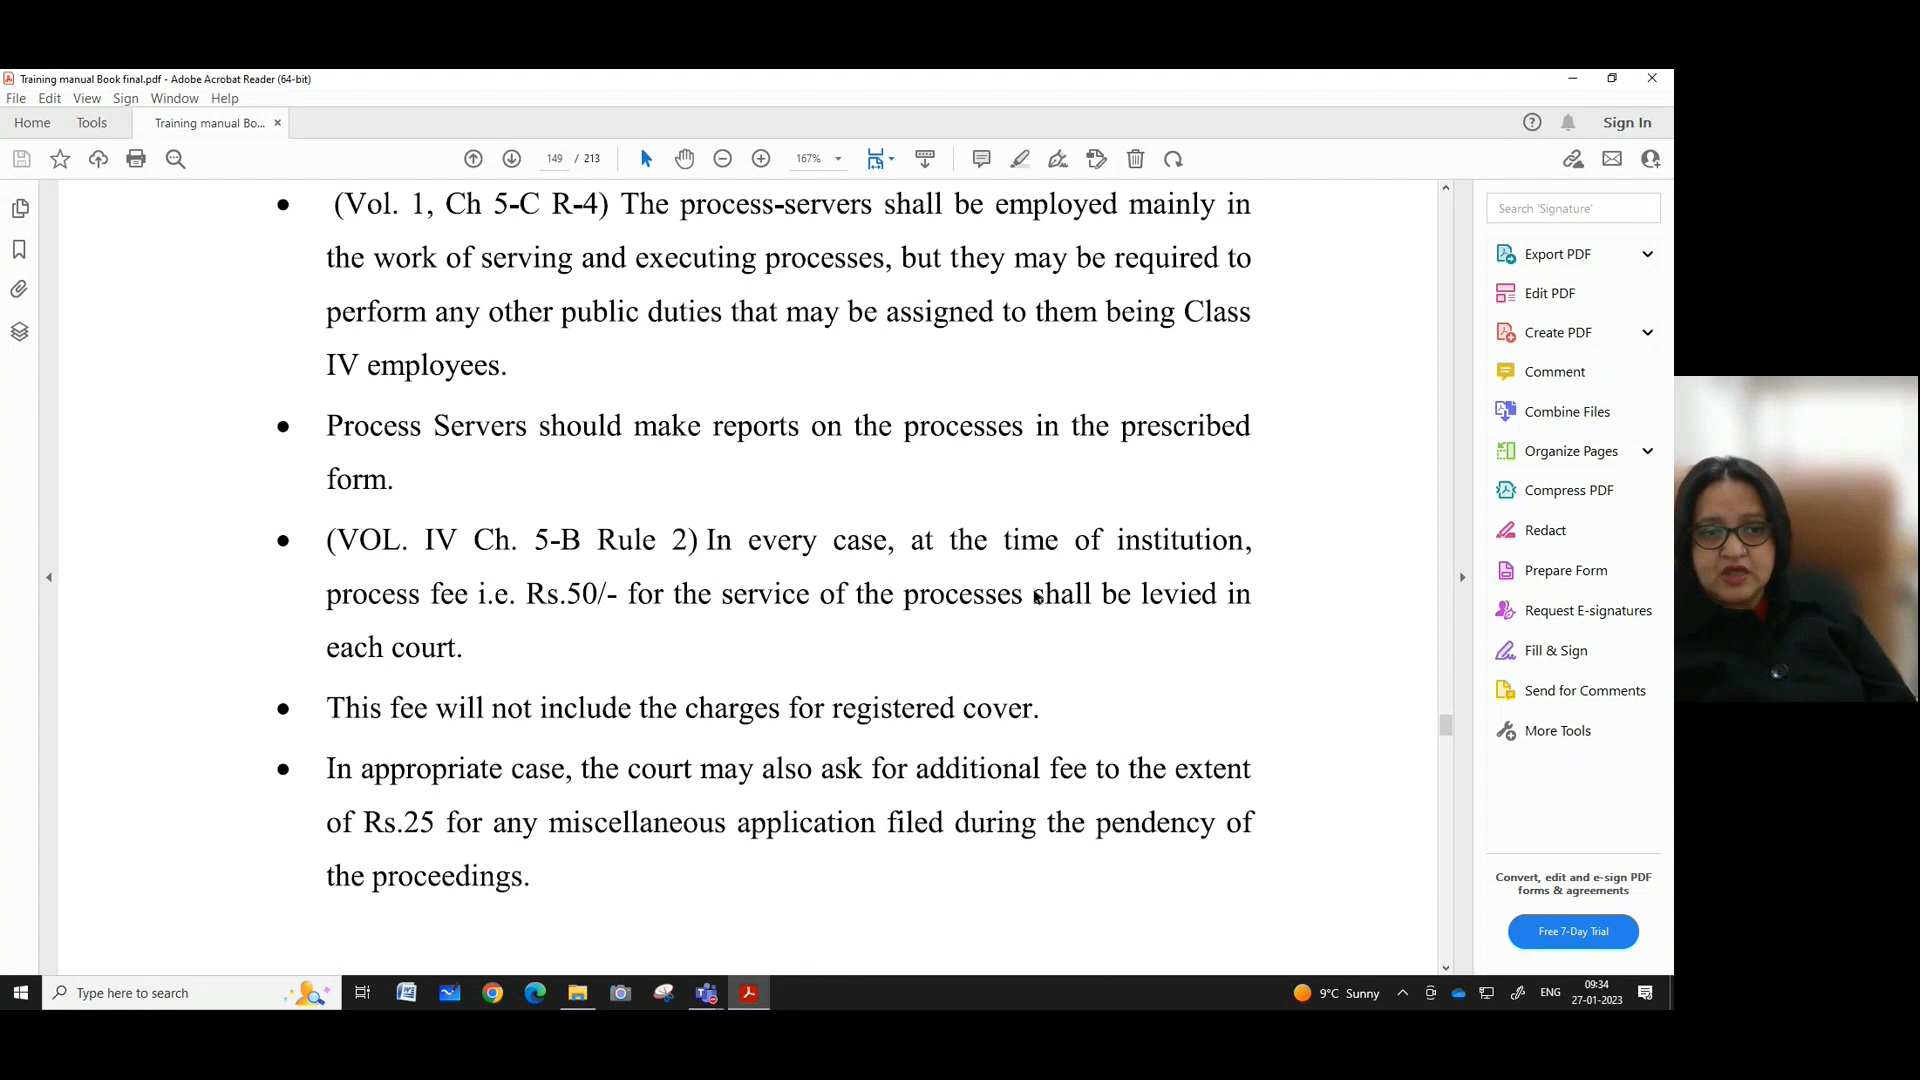 Training manual Book final.pdf - Adobe Acrobat Reader (64-bit)
File Edit View Sign Window Help
Home Tools Training manual Bo... × Sign In
149 / 213 167%
• (Vol. 1, Ch 5-C R-4) The process-servers shall be employed mainly in
the work of serving and executing processes, but they may be required to
perform any other public duties that may be assigned to them being Class
IV employees.
• Process Servers should make reports on the processes in the prescribed
form.
• (VOL. IV Ch. 5-B Rule 2) In every case, at the time of institution,
process fee i.e. Rs.50/- for the service of the processes shall be levied in
each court.
• This fee will not include the charges for registered cover.
• In appropriate case, the court may also ask for additional fee to the extent
of Rs.25 for any miscellaneous application filed during the pendency of
the proceedings.
Search 'Signature'
Export PDF
Edit PDF
Create PDF
Comment
Combine Files
Organize Pages
Compress PDF
Redact
Prepare Form
Request E-signatures
Fill & Sign
Send for Comments
More Tools
Convert, edit and e-sign PDF
forms & agreements
Free 7-Day Trial
Type here to search
9°C Sunny
ENG
09:34
27-01-2023